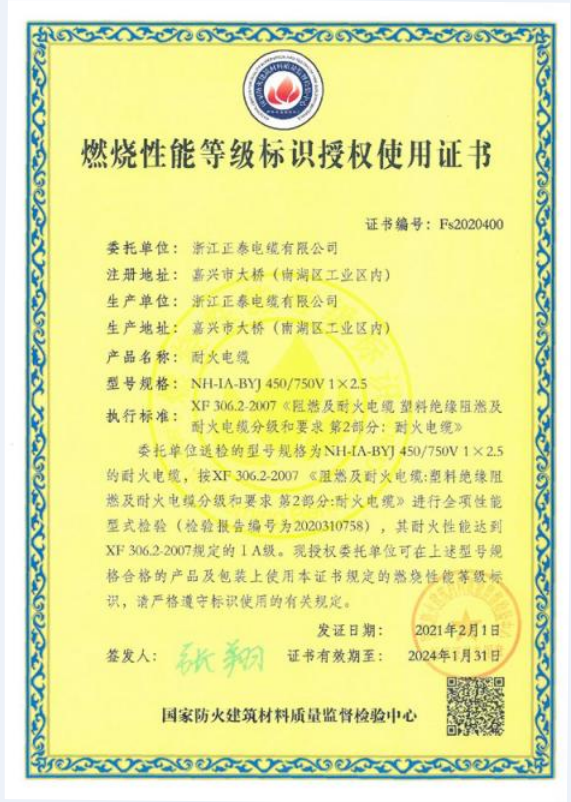 燃烧性能等级标识授权使用证书
证书编号：Fs2020400
委托单位：浙江正泰电缆有限公司
注册地址：嘉兴市大桥（南湖区工业区内）
生产单位：浙江正泰电缆有限公司
生产地址：嘉兴市大桥（南湖区工业区内）
产品名称：耐火电缆
型号规格：NH-IA-BYJ 450/750V 1×2.5
执行标准：XF 306.2-2007《阻燃及耐火电缆 塑料绝缘阻燃及
耐火电缆分级和要求 第2部分：耐火电缆》
委托单位送检的型号规格为NH-IA-BYJ 450/750V 1×2.5
的耐火电缆，按XF 306.2-2007《阻燃及耐火电缆:塑料绝缘阻
燃及耐火电缆分级和要求 第2部分:耐火电缆》进行全项性能
型式检验（检验报告编号为2020310758），其耐火性能达到
XF 306.2-2007规定的ⅠA级。现授权委托单位可在上述型号规
格合格的产品及包装上使用本证书规定的燃烧性能等级标
识，请严格遵守标识使用的有关规定。
发证日期： 2021年2月1日
签发人： 证书有效期至： 2024年1月31日
国家防火建筑材料质量监督检验中心